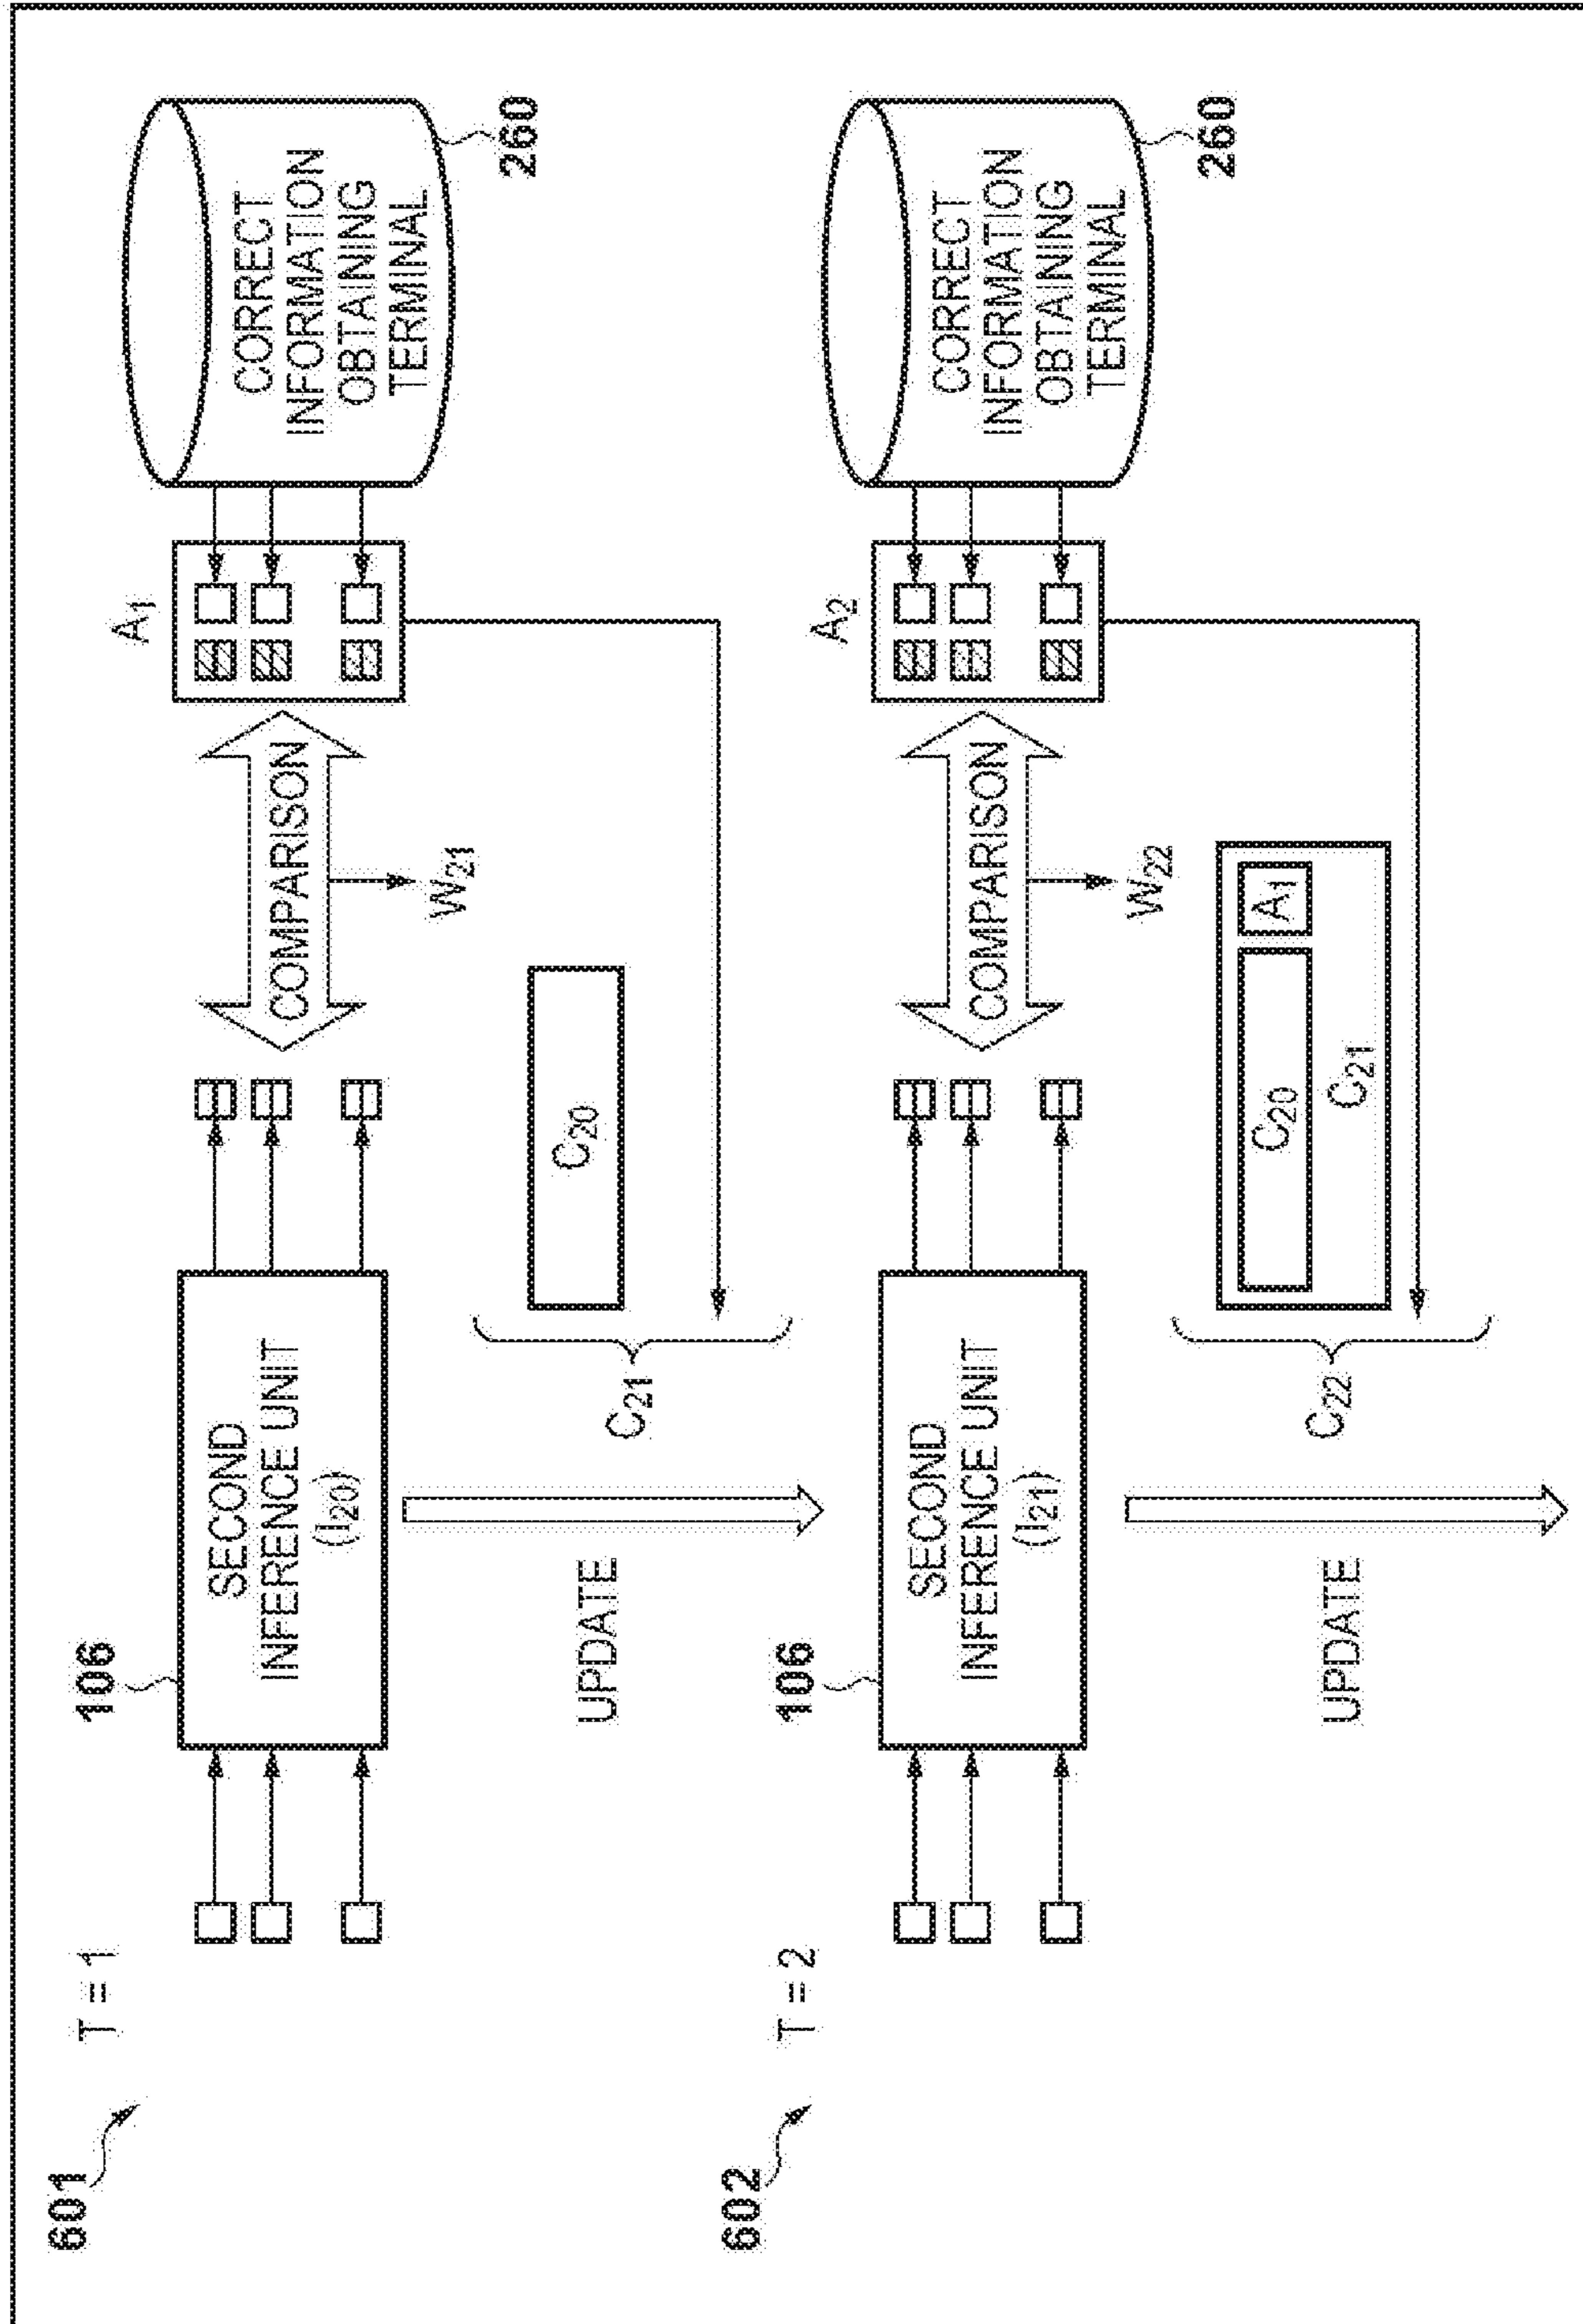 601
T = 1
106
SECOND
INFERENCE UNIT
(I20)
COMPARISON
W21
A1
CORRECT
INFORMATION
OBTAINING
TERMINAL
260
UPDATE
C21
C20
602
T = 2
106
SECOND
INFERENCE UNIT
(I21)
COMPARISON
W22
A2
CORRECT
INFORMATION
OBTAINING
TERMINAL
260
UPDATE
C22
C20
A1
C21